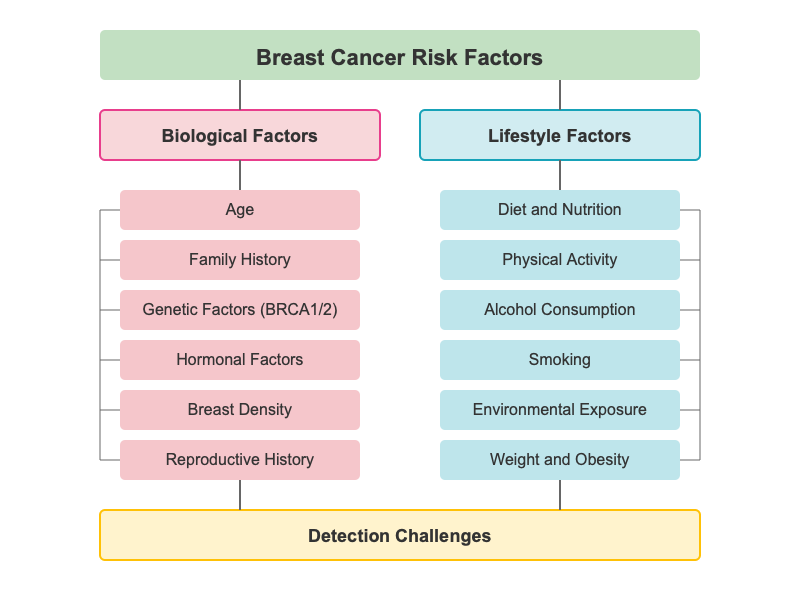 Breast Cancer Risk Factors
Biological Factors
Age
Family History
Genetic Factors (BRCA1/2)
Hormonal Factors
Breast Density
Reproductive History
Lifestyle Factors
Diet and Nutrition
Physical Activity
Alcohol Consumption
Smoking
Environmental Exposure
Weight and Obesity
Detection Challenges